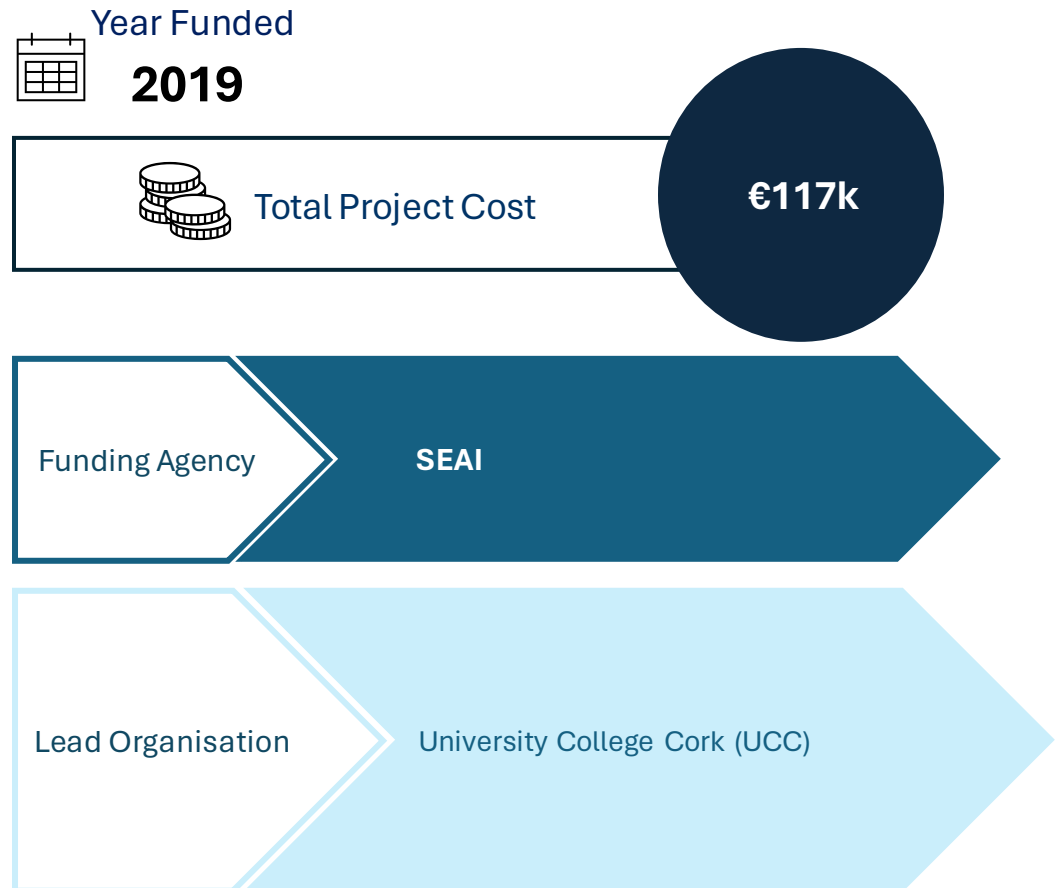 Year Funded
2019
Total Project Cost
€117k
Funding Agency
SEAI
Lead Organisation
University College Cork (UCC)